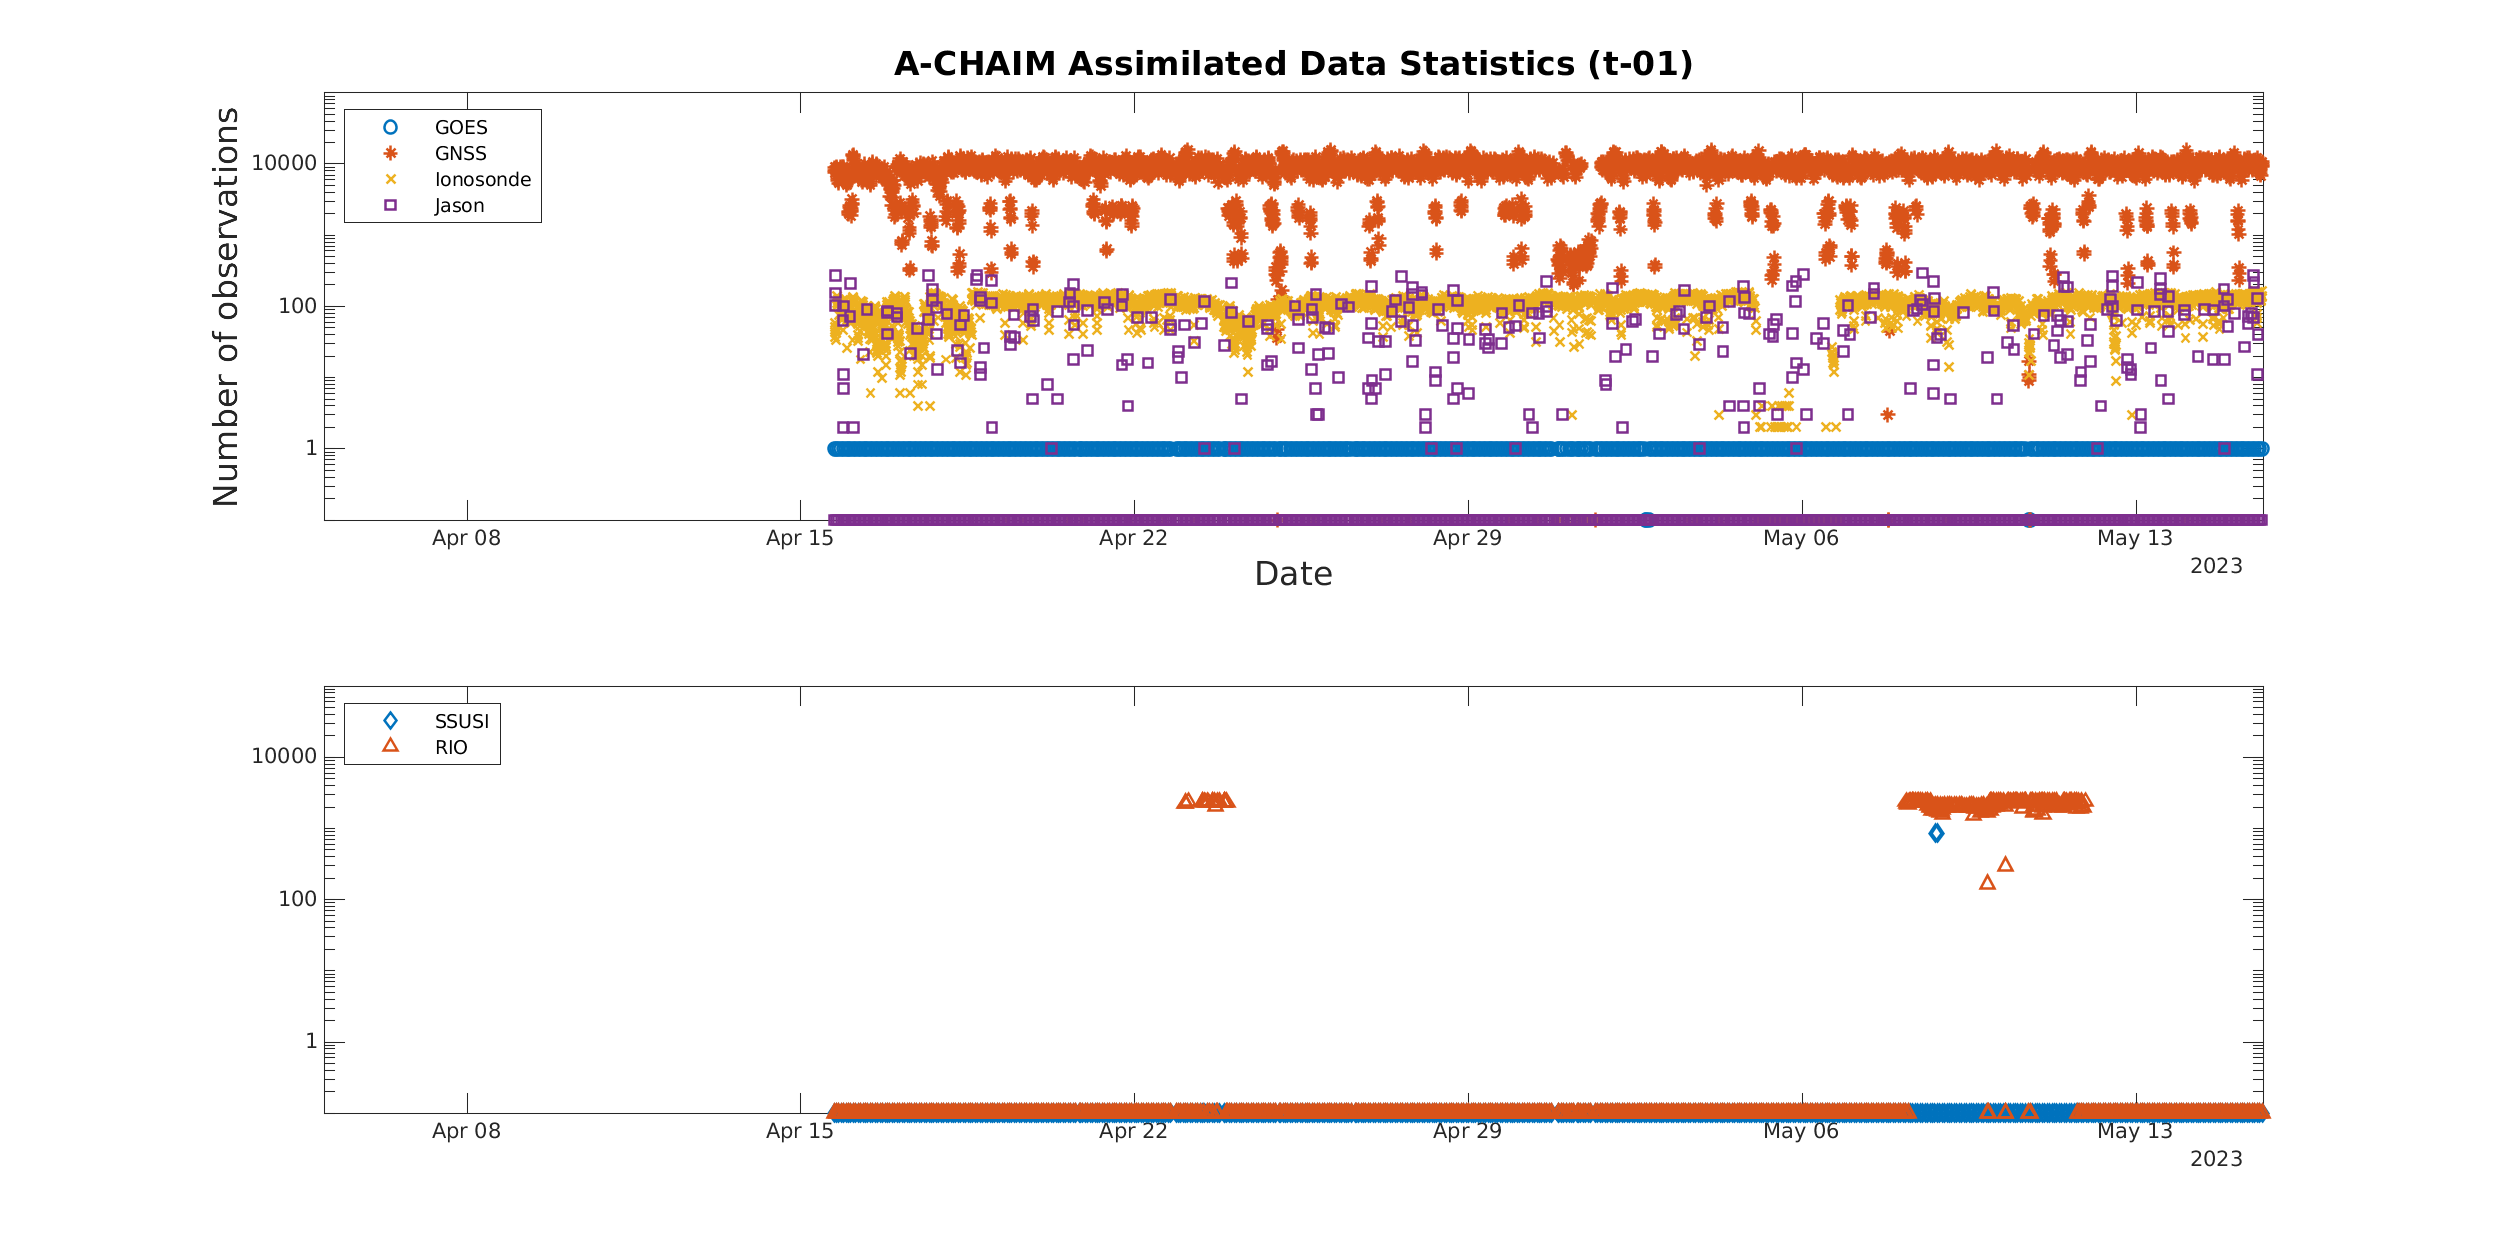 A-CHAIM Assimilated Data Statistics (t-01)
Number of observations
10000
100
1
GOES
GNSS
Ionosonde
Jason
Apr 08
Apr 15
Apr 22
Apr 29
May 06
May 13
2023
Date
10000
100
1
SSUSI
RIO
Apr 08
Apr 15
Apr 22
Apr 29
May 06
May 13
2023